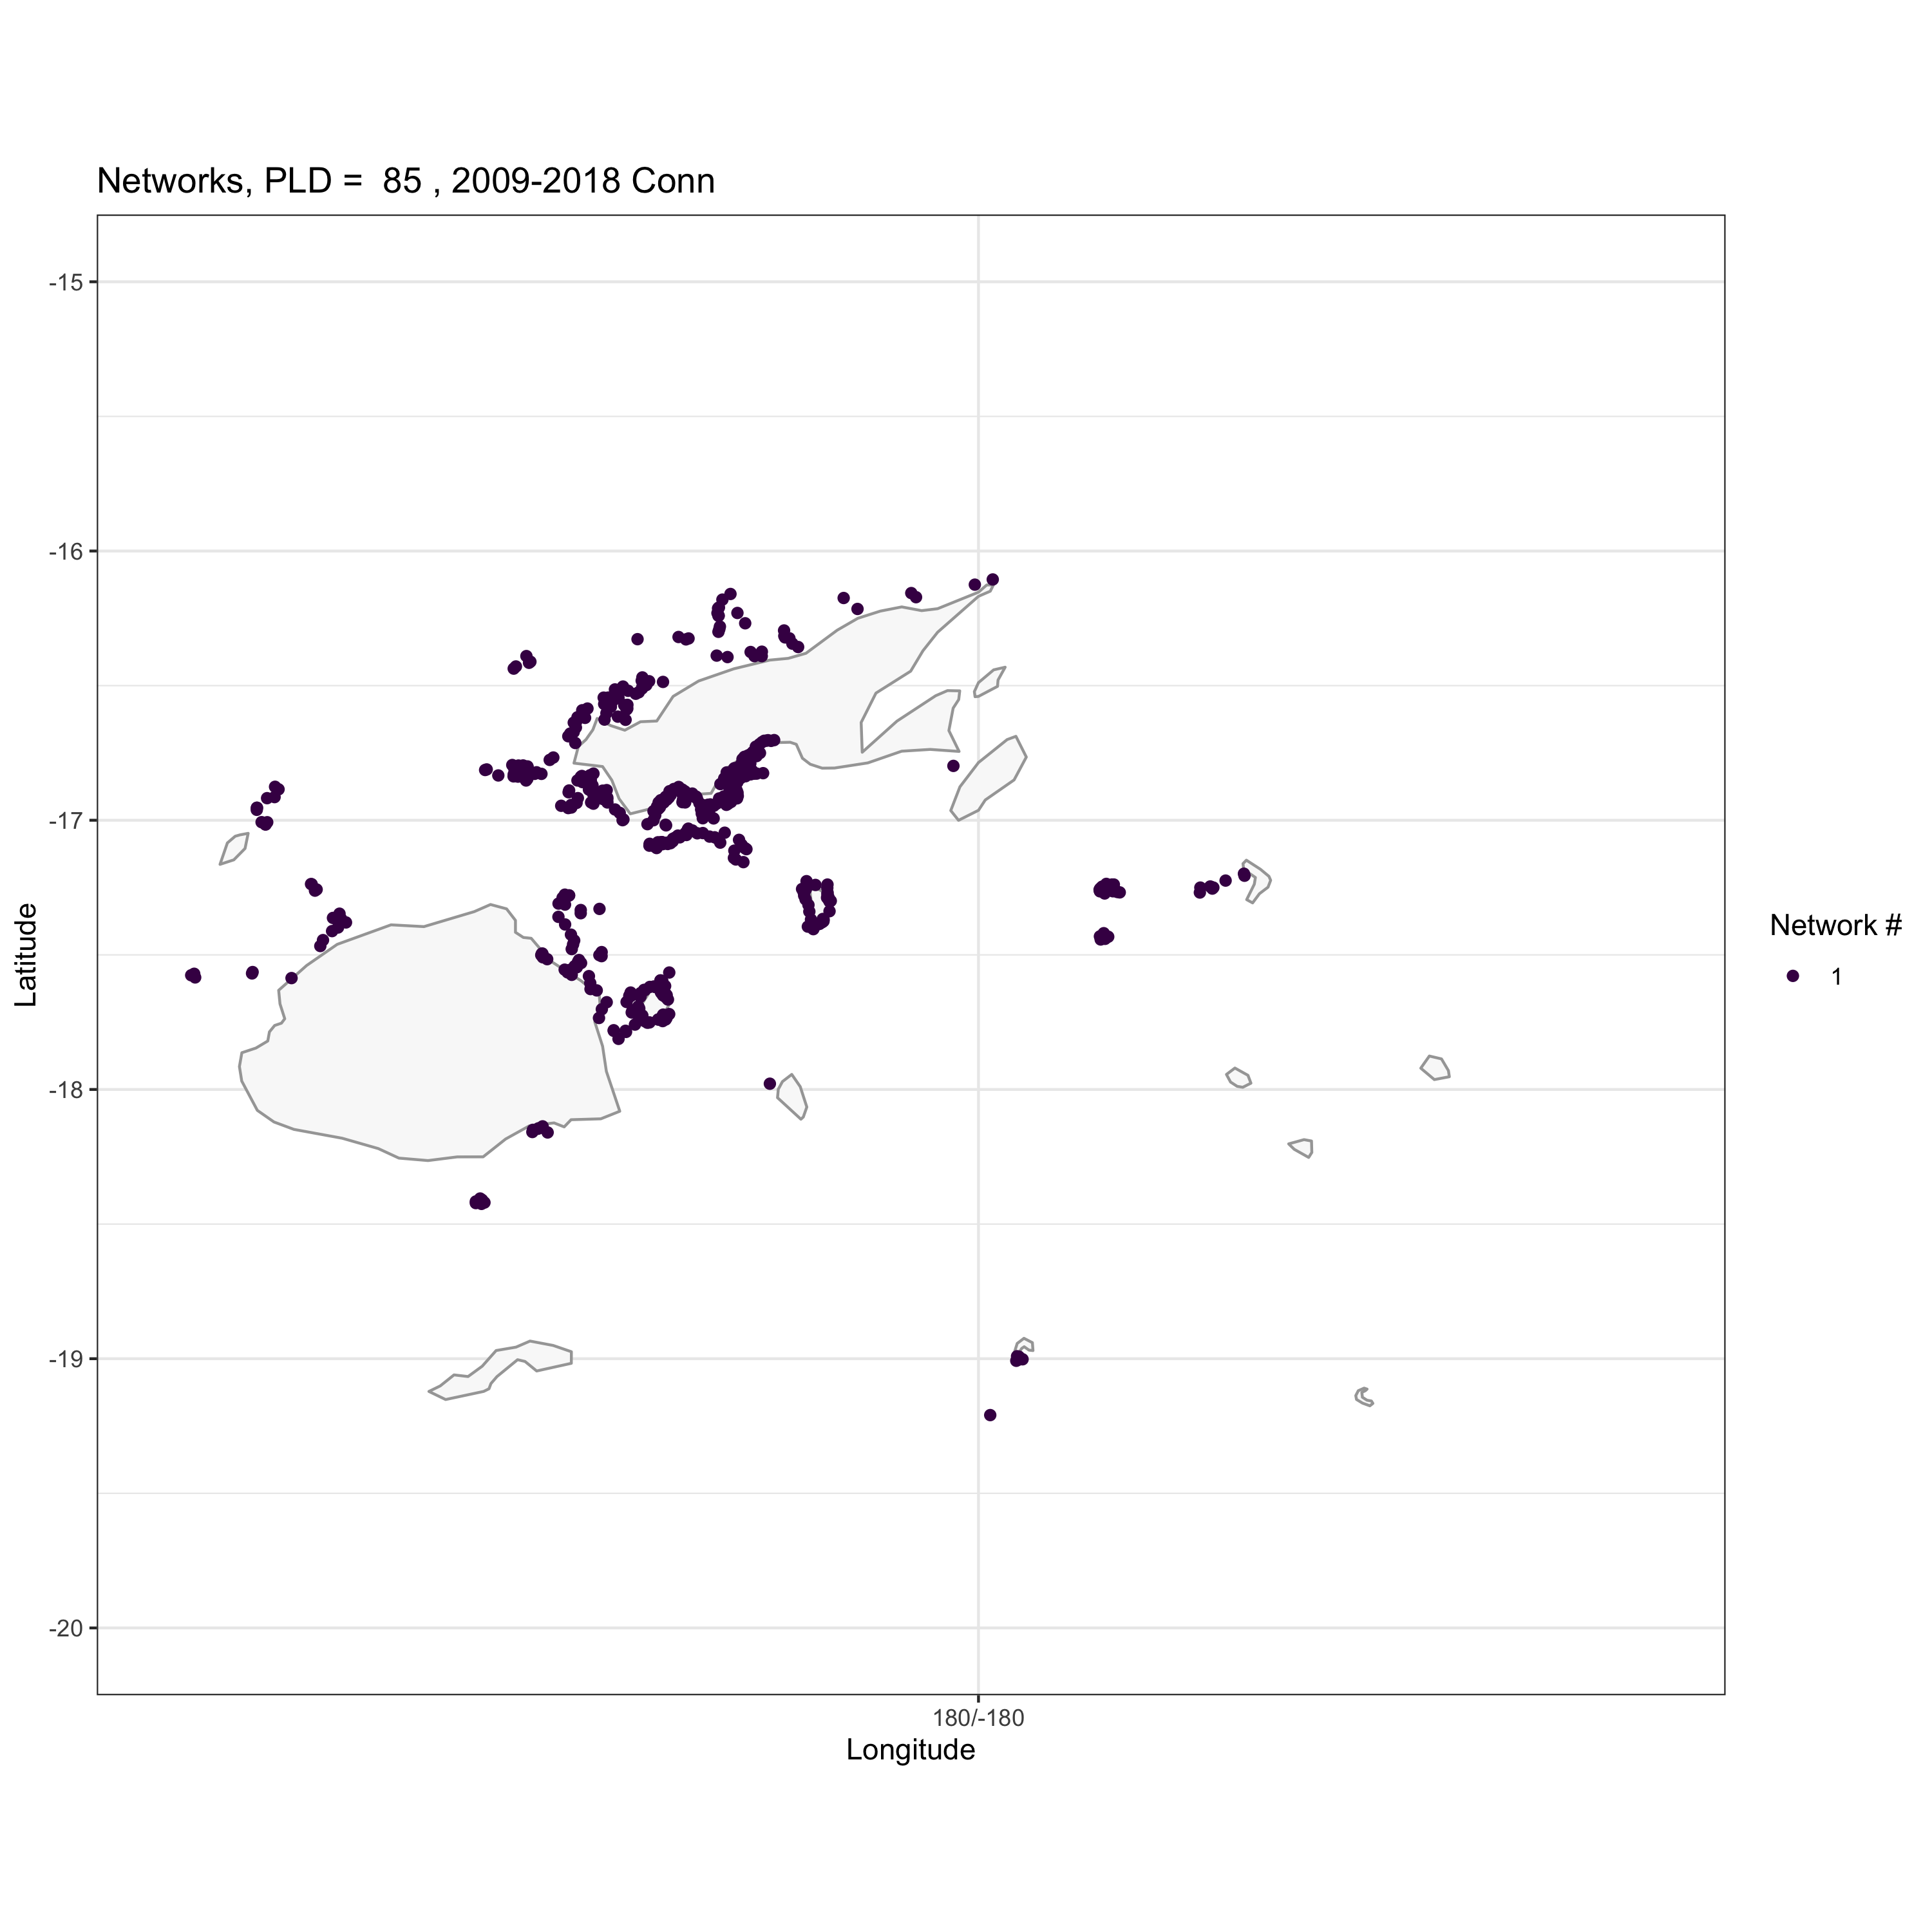 Networks, PLD =  85 , 2009-2018 Conn
-15
-16
-17
-18
-19
-20
Latitude
180/-180
Longitude
Network #
1